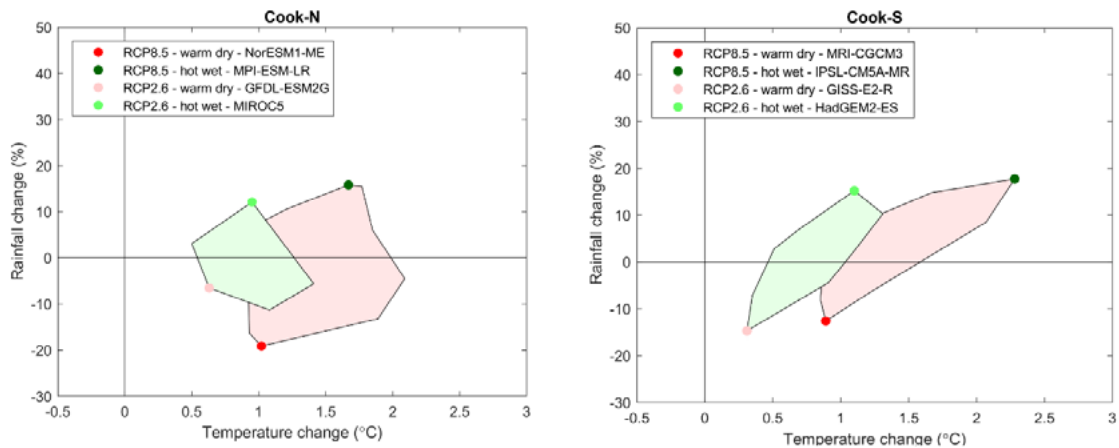 Cook-N
50
40
30
20
10
0
-10
-20
-30
Rainfall change (%)
RCP8.5 - warm dry - NorESM1-ME
RCP8.5 - hot wet - MPI-ESM-LR
RCP2.6 - warm dry - GFDL-ESM2G
RCP2.6 - hot wet - MIROC5
-0.5 0 0.5 1 1.5 2 2.5 3
Temperature change (°C)
Cook-S
50
40
30
20
10
0
-10
-20
-30
Rainfall change (%)
RCP8.5 - warm dry - MRI-CGCM3
RCP8.5 - hot wet - IPSL-CM5A-MR
RCP2.6 - warm dry - GISS-E2-R
RCP2.6 - hot wet - HadGEM2-ES
-0.5 0 0.5 1 1.5 2 2.5 3
Temperature change (°C)